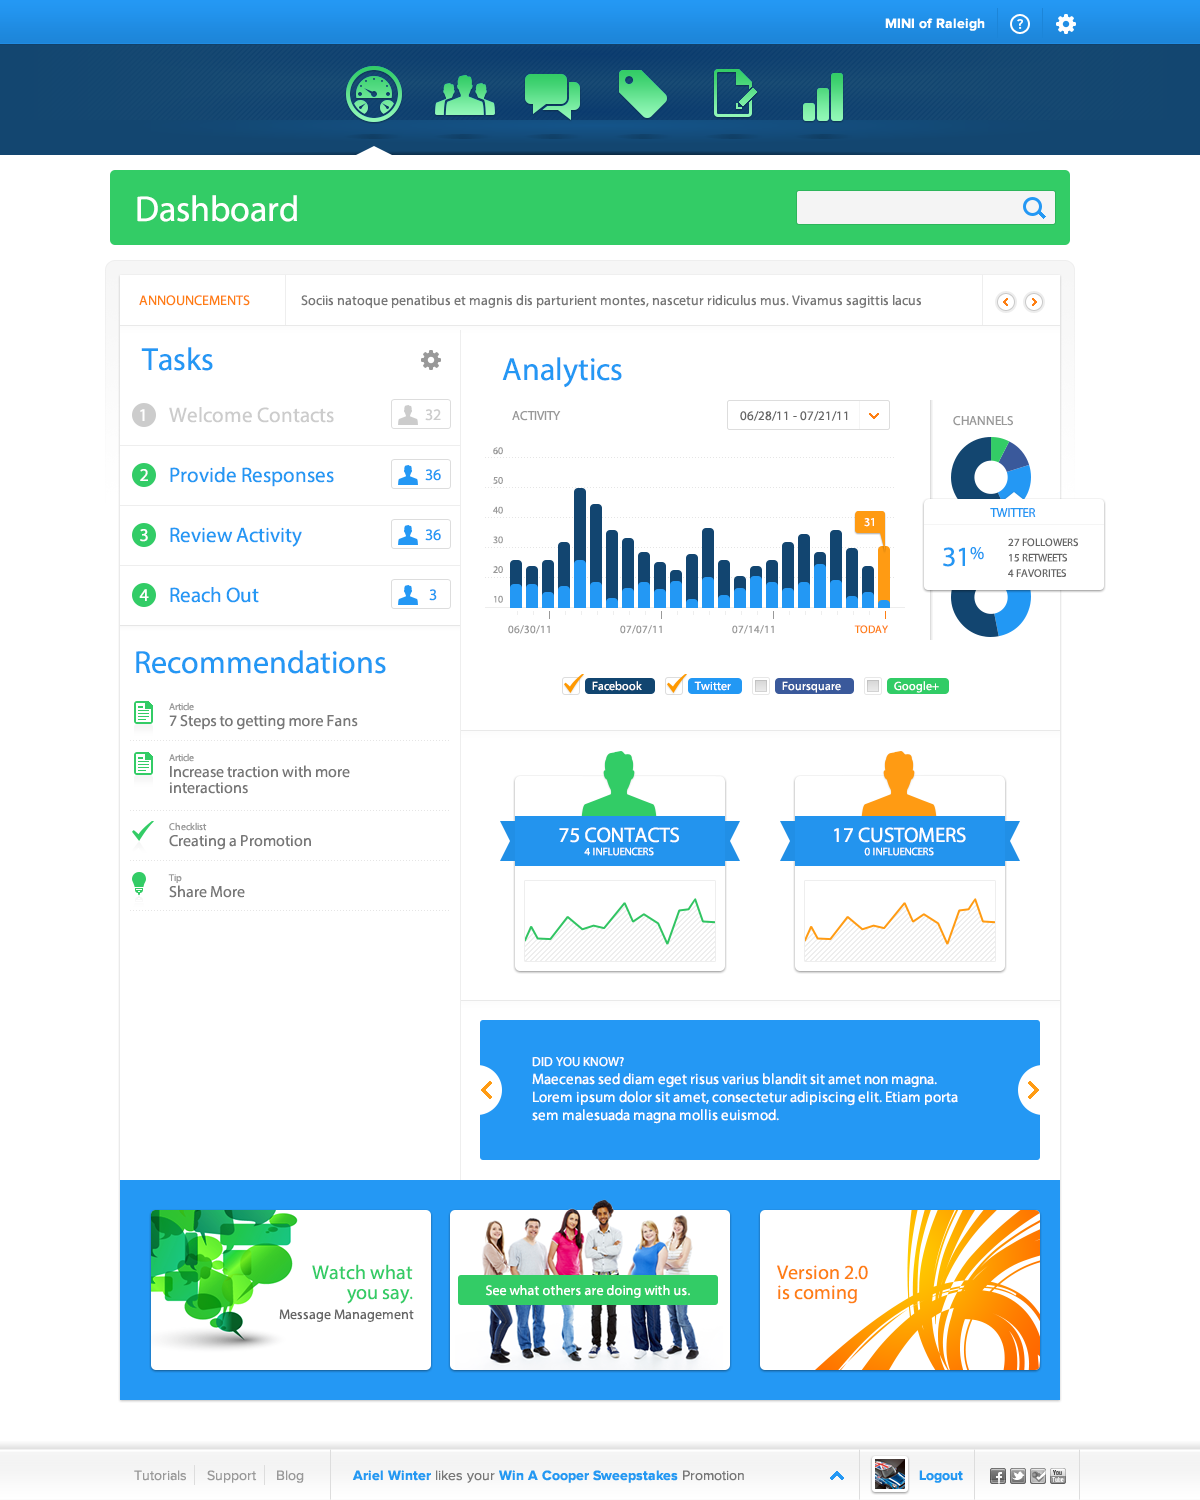 MINI of Raleigh
?
Dashboard
ANNOUNCEMENTS
Sociis natoque penatibus et magnis dis parturient montes, nascetur ridiculus mus. Vivamus sagittis lacus
Tasks
1 Welcome Contacts 32
2 Provide Responses 36
3 Review Activity 36
4 Reach Out 3
Recommendations
Article
7 Steps to getting more Fans
Article
Increase traction with more
interactions
Checklist
Creating a Promotion
Tip
Share More
Analytics
ACTIVITY
06/28/11 - 07/21/11
60
50
40
30
20
10
31
06/30/11
07/07/11
07/14/11
TODAY
CHANNELS
TWITTER
31%
27 FOLLOWERS
15 RETWEETS
4 FAVORITES
Facebook
Twitter
Foursquare
Google+
75 CONTACTS
4 INFLUENCERS
17 CUSTOMERS
0 INFLUENCERS
DID YOU KNOW?
Maecenas sed diam eget risus varius blandit sit amet non magna.
Lorem ipsum dolor sit amet, consectetur adipiscing elit. Etiam porta
sem malesuada magna mollis euismod.
Watch what
you say.
Message Management
See what others are doing with us.
Version 2.0
is coming
Tutorials
Support
Blog
Ariel Winter likes your Win A Cooper Sweepstakes Promotion
Logout
You
Tube